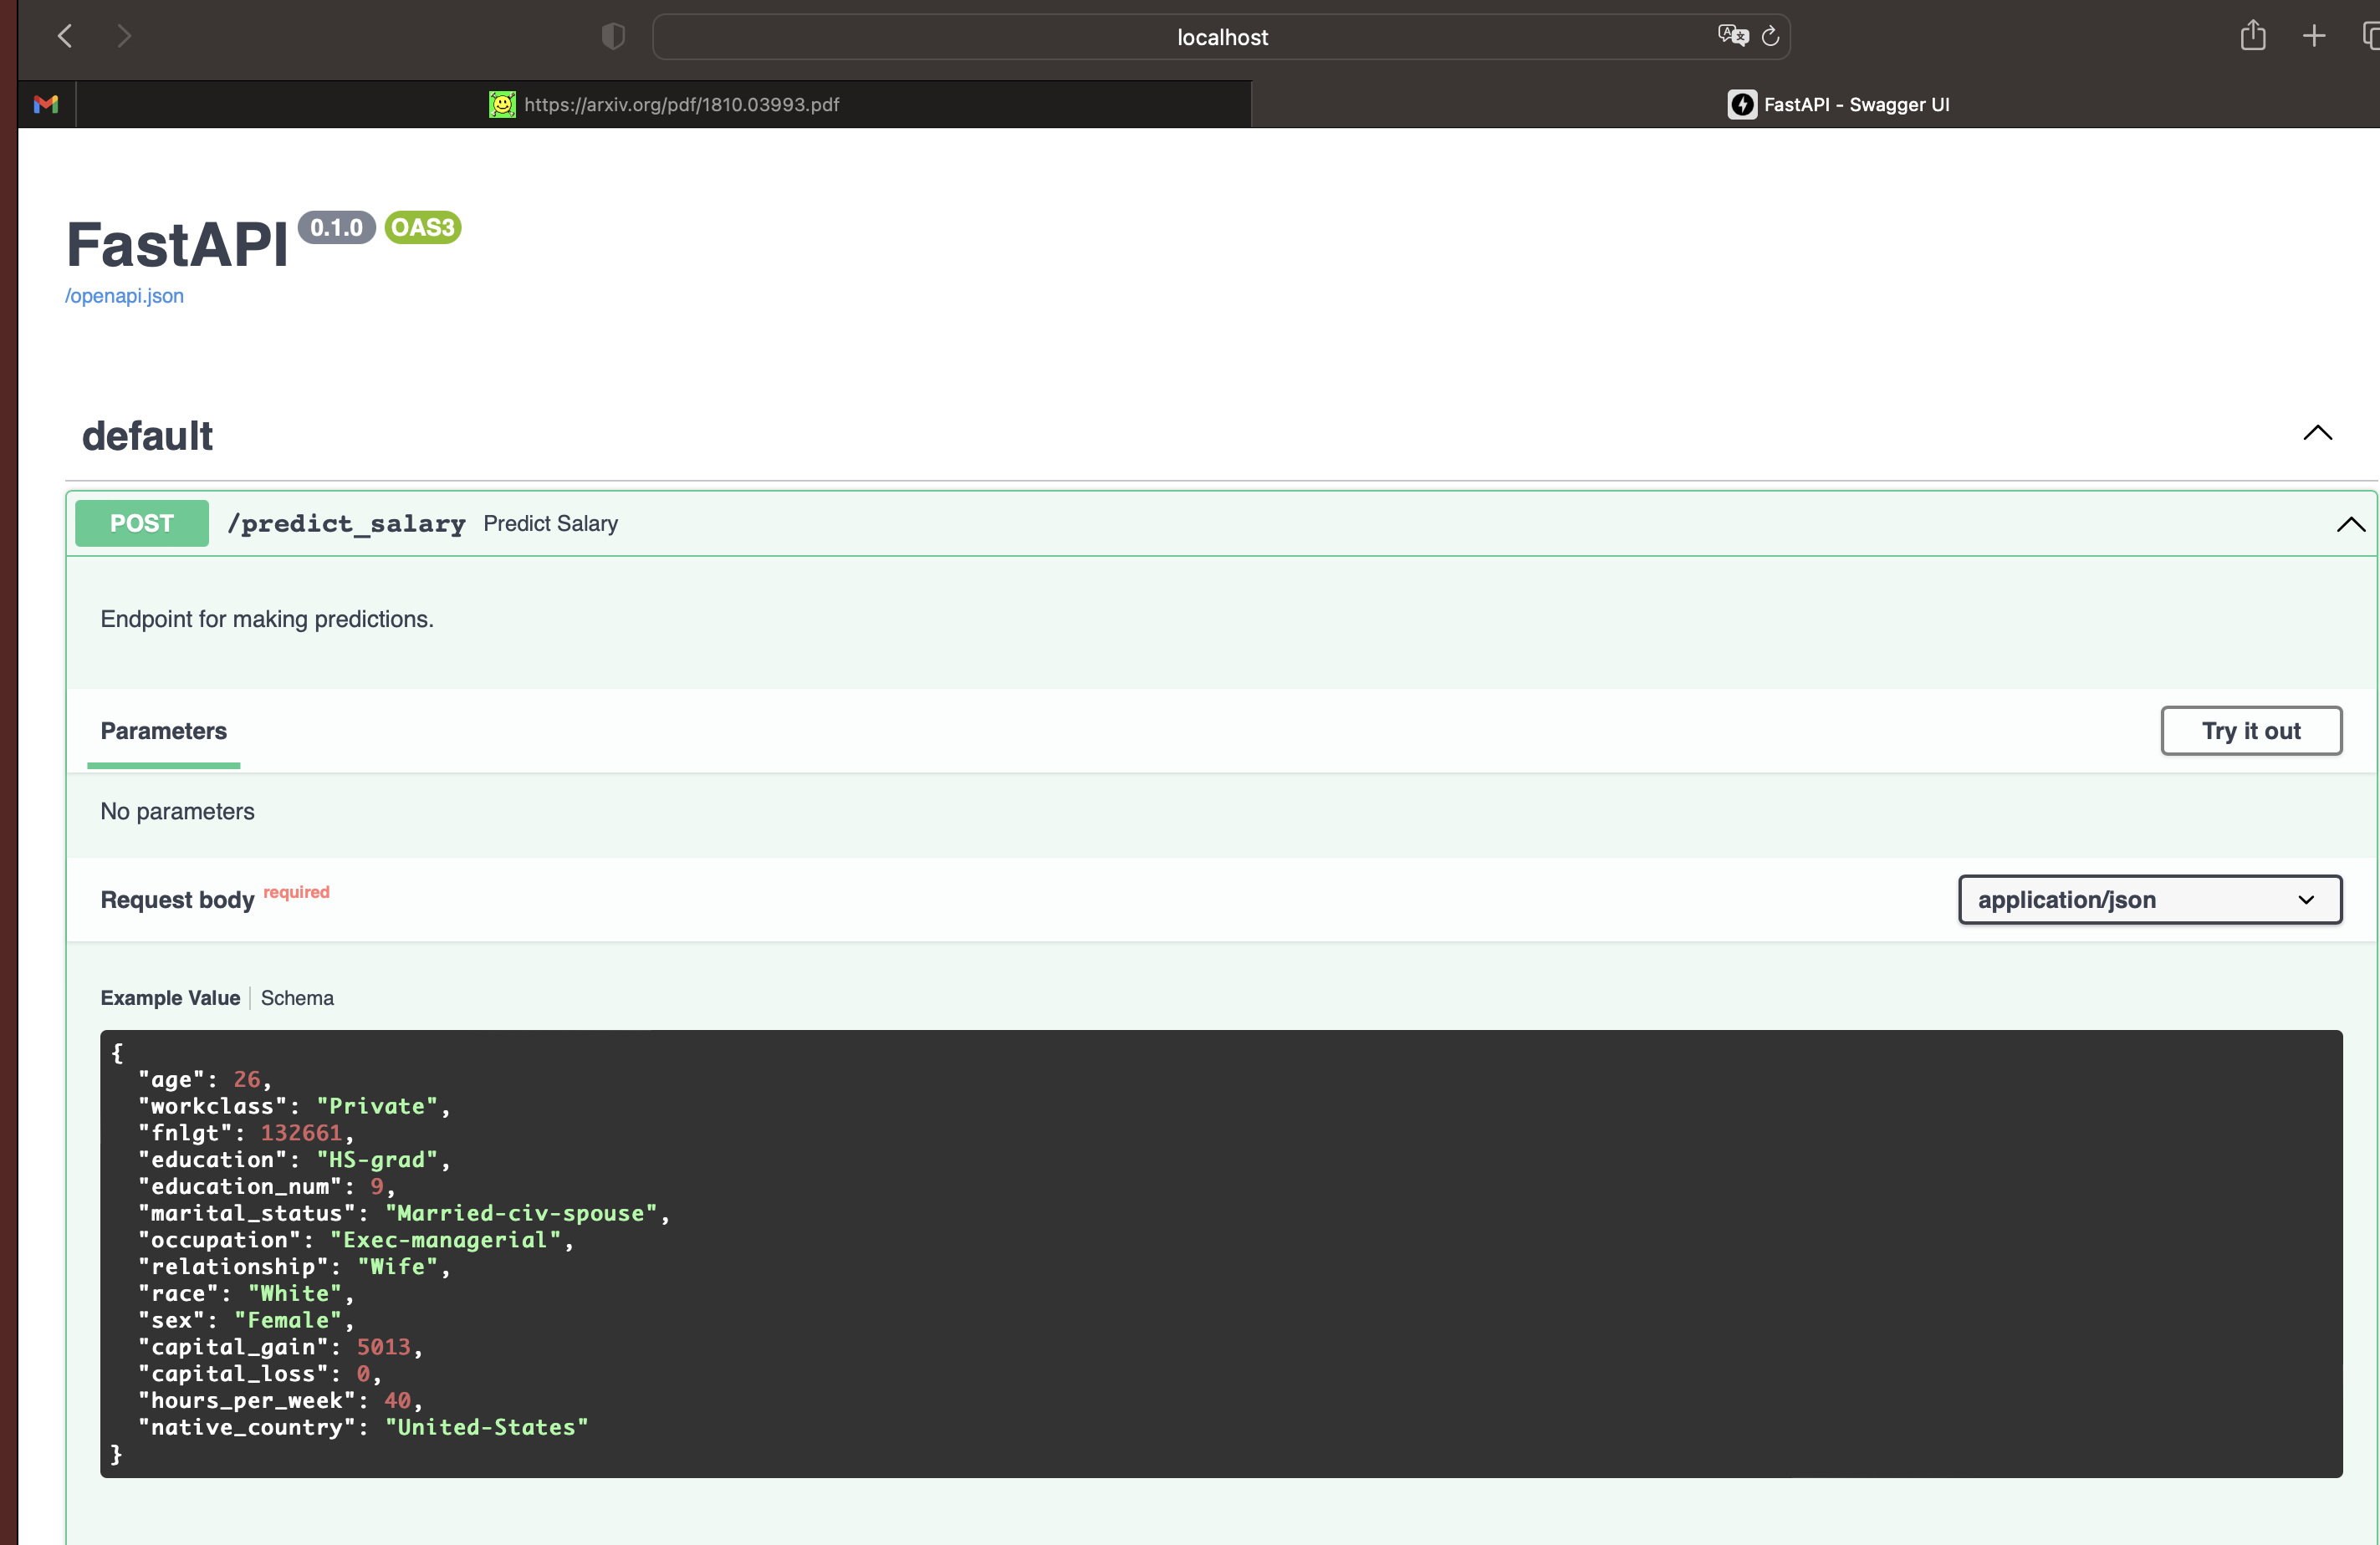 localhost
https://arxiv.org/pdf/1810.03993.pdf
FastAPI - Swagger UI
FastAPI 0.1.0 OAS3
/openapi.json
default
POST /predict_salary Predict Salary
Endpoint for making predictions.
Parameters
Try it out
No parameters
Request body required
application/json
Example Value | Schema
{
"age": 26,
"workclass": "Private",
"fnlgt": 132661,
"education": "HS-grad",
"education_num": 9,
"marital_status": "Married-civ-spouse",
"occupation": "Exec-managerial",
"relationship": "Wife",
"race": "White",
"sex": "Female",
"capital_gain": 5013,
"capital_loss": 0,
"hours_per_week": 40,
"native_country": "United-States"
}